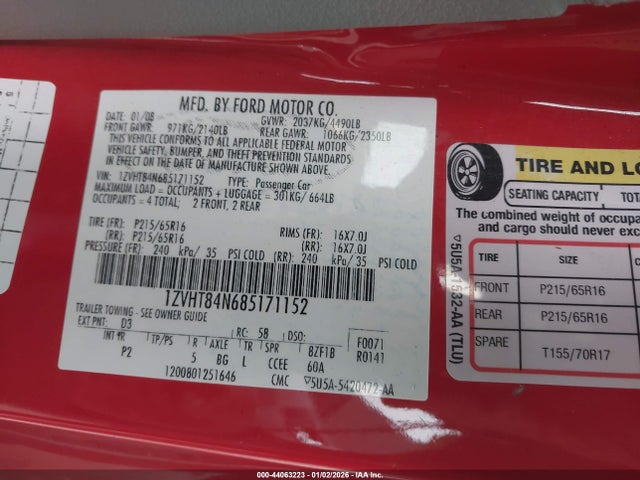 MFD. BY FORD MOTOR CO.
DATE: 01/08 GVWR: 2037KG/4490LB
FRONT GAWR: 971KG/2140LB REAR GAWR: 1066KG/2350LB
THIS VEHICLE CONFORMS TO ALL APPLICABLE FEDERAL MOTOR
VEHICLE SAFETY, BUMPER, AND THEFT PREVENTION STANDARDS
IN EFFECT ON THE DATE OF MANUFACTURE SHOWN ABOVE.
VIN: 1ZVHT84N685171152 TYPE: Passenger Car
MAXIMUM LOAD = OCCUPANTS + LUGGAGE = 301KG/664LB
OCCUPANTS = 4 TOTAL; 2 FRONT, 2 REAR
TIRE (FR): P215/65R16 RIMS (FR): 16X7.0J
(RR): P215/65R16 (RR): 16X7.0J
PRESSURE (FR): 240 kPa/ 35 PSI COLD (RR): 240 kPa/ 35 PSI COLD
1ZVHT84N685171152
TRAILER TOWING - SEE OWNER GUIDE
EXT PNT: D3 RC: 58 DSO: F0071
INT TR TP/PS R AXLE TR SPR BZF1B R0141
P2 5 BG L CCEE 60A
1200801251646 CMC 5U5A-5420472-AA
TIRE AND LO
SEATING CAPACITY TOTA
The combined weight of occupa
and cargo should never exce
TIRE SIZE
FRONT P215/65R16
REAR P215/65R16
SPARE T155/70R17
5U5A-1532-AA (TLU)
000-44063223 - 01/02/2026 - IAAI.com